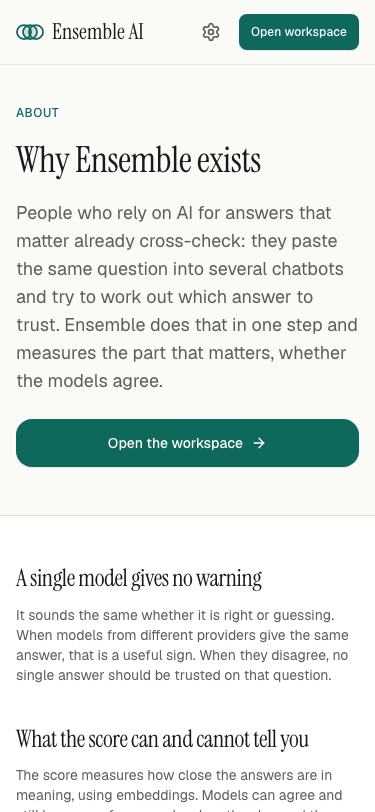 Ensemble AI
Open workspace
ABOUT
Why Ensemble exists
People who rely on AI for answers that
matter already cross-check: they paste
the same question into several chatbots
and try to work out which answer to
trust. Ensemble does that in one step and
measures the part that matters, whether
the models agree.
Open the workspace
A single model gives no warning
It sounds the same whether it is right or guessing.
When models from different providers give the same
answer, that is a useful sign. When they disagree, no
single answer should be trusted on that question.
What the score can and cannot tell you
The score measures how close the answers are in
meaning, using embeddings. Models can agree and